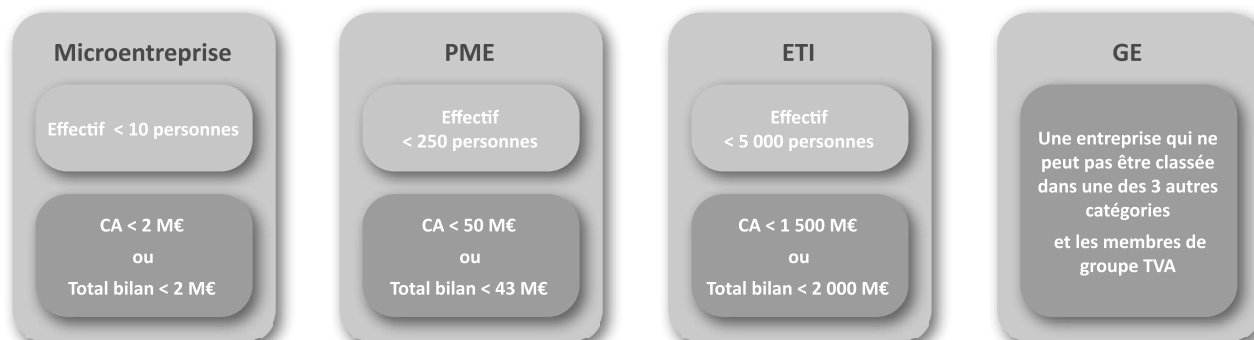 Microentreprise
Effectif < 10 personnes
CA < 2 M€
ou
Total bilan < 2 M€
PME
Effectif
< 250 personnes
CA < 50 M€
ou
Total bilan < 43 M€
ETI
Effectif
< 5 000 personnes
CA < 1 500 M€
ou
Total bilan < 2 000 M€
GE
Une entreprise qui ne
peut pas être classée
dans une des 3 autres
catégories
et les membres de
groupe TVA